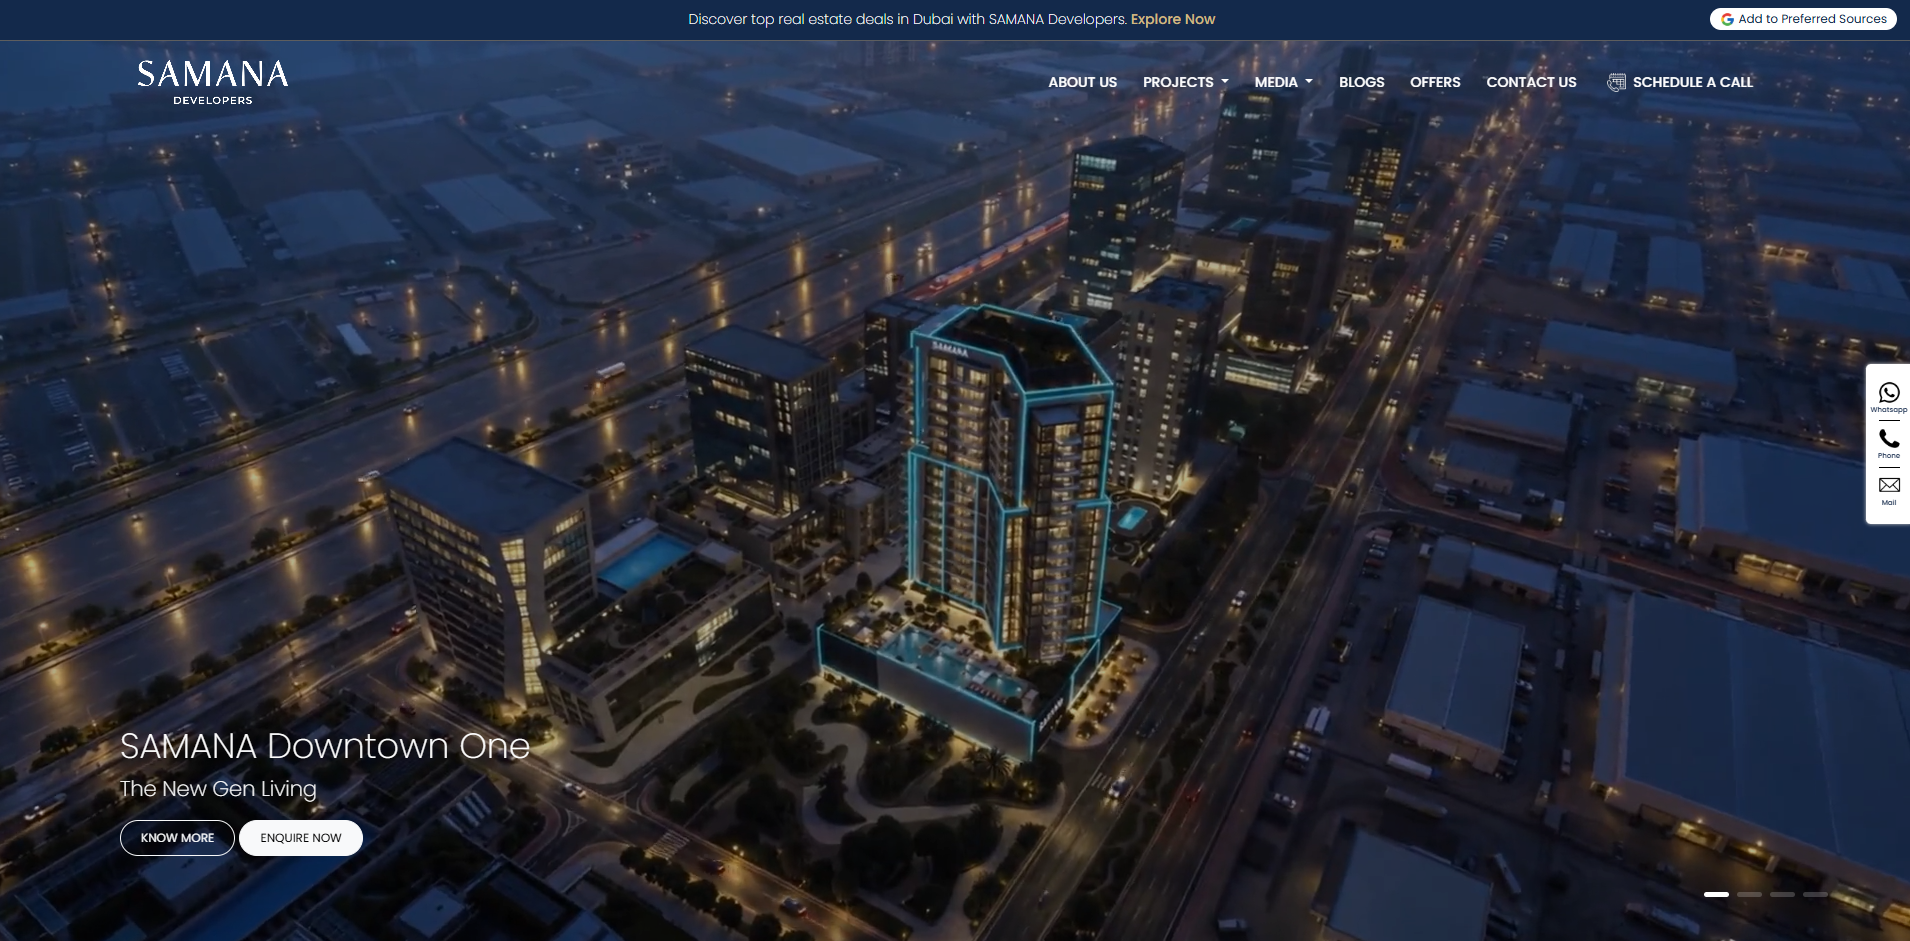 Discover top real estate deals in Dubai with SAMANA Developers. Explore Now
Add to Preferred Sources
SAMANA
DEVELOPERS
ABOUT US
PROJECTS
MEDIA
BLOGS
OFFERS
CONTACT US
SCHEDULE A CALL
SAMANA
Whatsapp
Phone
Mail
SAMANA Downtown One
The New Gen Living
KNOW MORE
ENQUIRE NOW